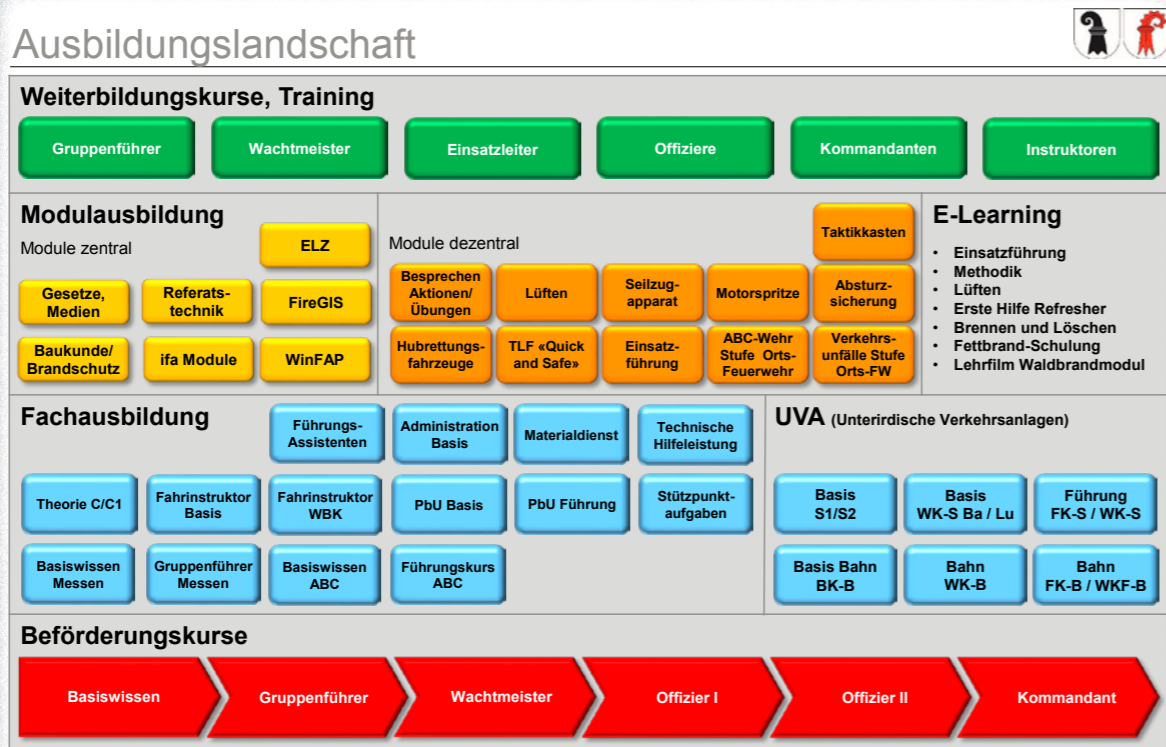 Ausbildungslandschaft
Weiterbildungskurse, Training
Gruppenführer
Wachtmeister
Einsatzleiter
Offiziere
Kommandanten
Instruktoren
Modulausbildung
Module zentral
ELZ
Gesetze,
Medien
Referats-
technik
FireGIS
Baukunde/
Brandschutz
ifa Module
WinFAP
Module dezentral
Taktikkasten
Besprechen
Aktionen/
Übungen
Lüften
Seilzug-
apparat
Motorspritze
Absturz-
sicherung
Hubrettungs-
fahrzeuge
TLF «Quick
and Safe»
Einsatz-
führung
ABC-Wehr
Stufe Orts-
Feuerwehr
Verkehrs-
unfälle Stufe
Orts-FW
E-Learning
• Einsatzführung
• Methodik
• Lüften
• Erste Hilfe Refresher
• Brennen und Löschen
• Fettbrand-Schulung
• Lehrfilm Waldbrandmodul
Fachausbildung
Führungs-
Assistenten
Administration
Basis
Materialdienst
Technische
Hilfeleistung
Theorie C/C1
Fahrinstruktor
Basis
Fahrinstruktor
WBK
PbU Basis
PbU Führung
Stützpunkt-
aufgaben
Basiswissen
Messen
Gruppenführer
Messen
Basiswissen
ABC
Führungskurs
ABC
UVA (Unterirdische Verkehrsanlagen)
Basis
S1/S2
Basis
WK-S Ba / Lu
Führung
FK-S / WK-S
Basis Bahn
BK-B
Bahn
WK-B
Bahn
FK-B / WKF-B
Beförderungskurse
Basiswissen
Gruppenführer
Wachtmeister
Offizier I
Offizier II
Kommandant